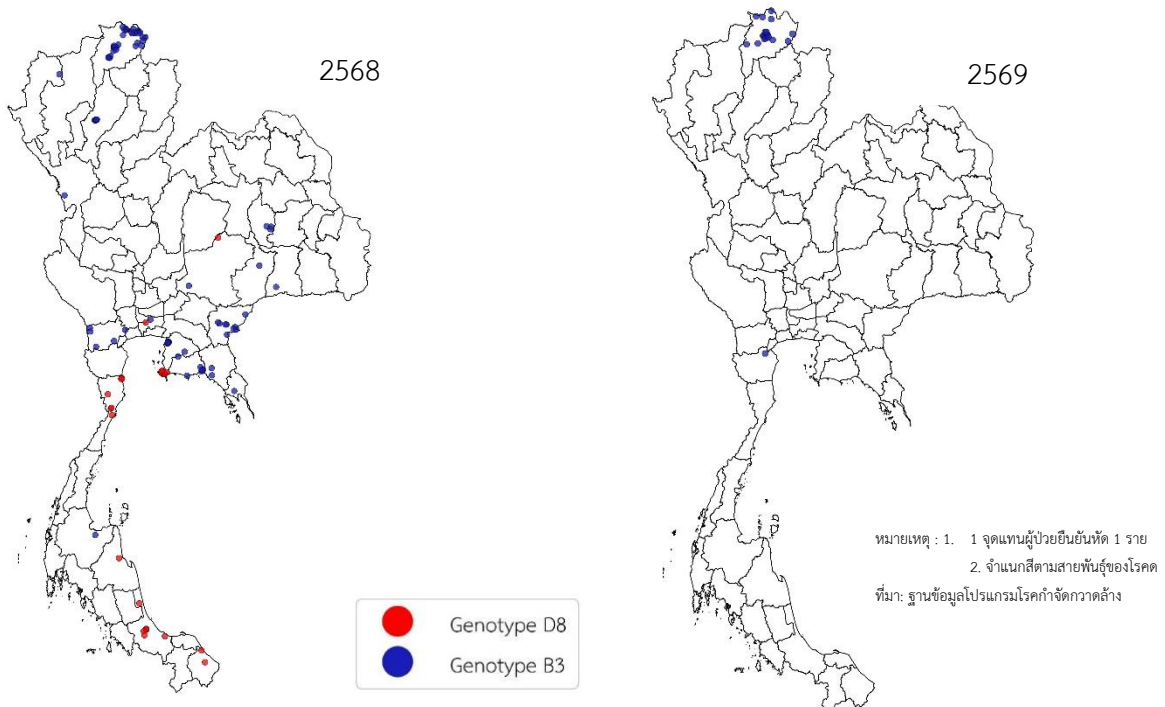 2568
2569
Genotype D8
Genotype B3
หมายเหตุ : 1. 1 จุดแทนผู้ป่วยยืนยันหัด 1 ราย
2. จำแนกสีตามสายพันธุ์ของโรคด
ที่มา: ฐานข้อมูลโปรแกรมโรคกำจัดกวาดล้าง